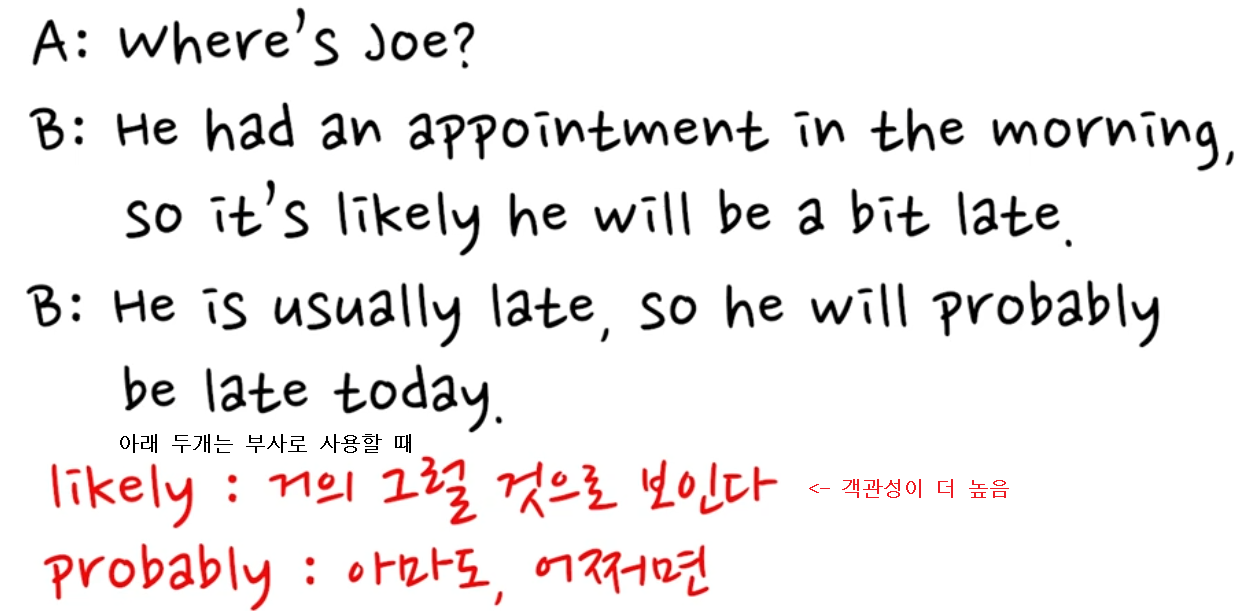 A: Where's Joe?
B: He had an appointment in the morning,
so it's likely he will be a bit late.
B: He is usually late, so he will probably
be late today.
아래 두개는 부사로 사용할 때
likely : 거의 그럴 것으로 보인다 <- 객관성이 더 높음
probably : 아마도, 어쩌면